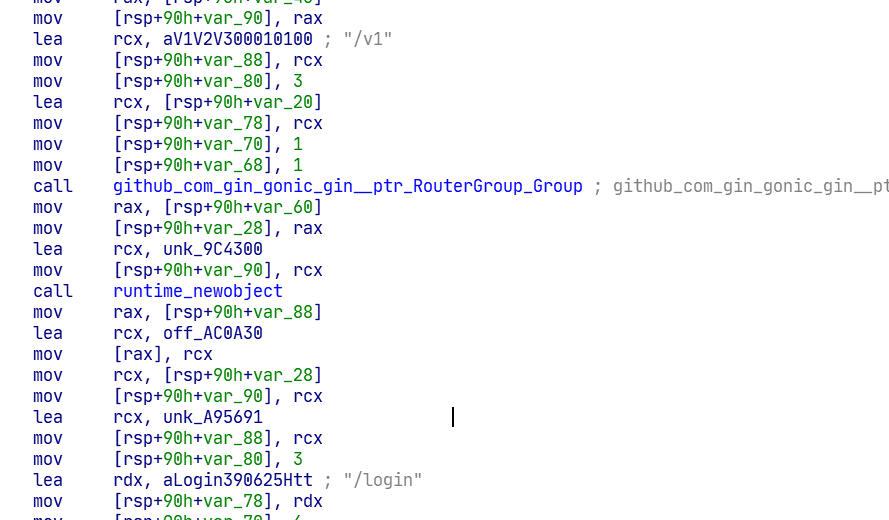 mov [rsp+90h+var_90], rax
lea rcx, aV1V2V300010100 ; "/v1"
mov [rsp+90h+var_88], rcx
mov [rsp+90h+var_80], 3
lea rcx, [rsp+90h+var_20]
mov [rsp+90h+var_78], rcx
mov [rsp+90h+var_70], 1
mov [rsp+90h+var_68], 1
call github_com_gin_gonic_gin__ptr_RouterGroup_Group ; github_com_gin_gonic_gin__pt
mov rax, [rsp+90h+var_60]
mov [rsp+90h+var_28], rax
lea rcx, unk_9C4300
mov [rsp+90h+var_90], rcx
call runtime_newobject
mov rax, [rsp+90h+var_88]
lea rcx, off_AC0A30
mov [rax], rcx
mov rcx, [rsp+90h+var_28]
mov [rsp+90h+var_90], rcx
lea rcx, unk_A95691
mov [rsp+90h+var_88], rcx
mov [rsp+90h+var_80], 3
lea rdx, aLogin390625Htt ; "/login"
mov [rsp+90h+var_78], rdx